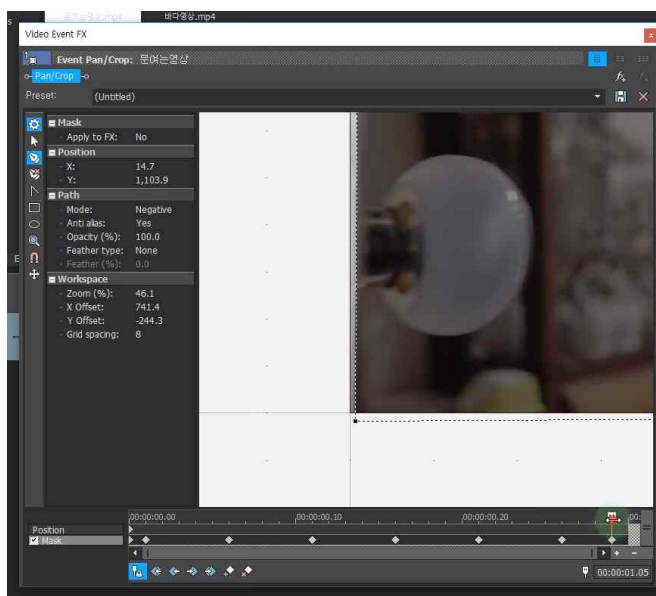 바다영상.mp4
Video Event FX
Event Pan/Crop: 문여는영상
Pan/Crop
Preset: (Untitled)
Mask
Apply to FX: No
Position
X: 14.7
Y: 1,103.9
Path
Mode: Negative
Anti alias: Yes
Opacity (%): 100.0
Feather type: None
Feather (%): 0.0
Workspace
Zoom (%): 46.1
X Offset: 741.4
Y Offset: -244.3
Grid spacing: 8
00:00:00.00 00:00:00.10 00:00:00.20 00:
Position
Mask
00:00:01.05